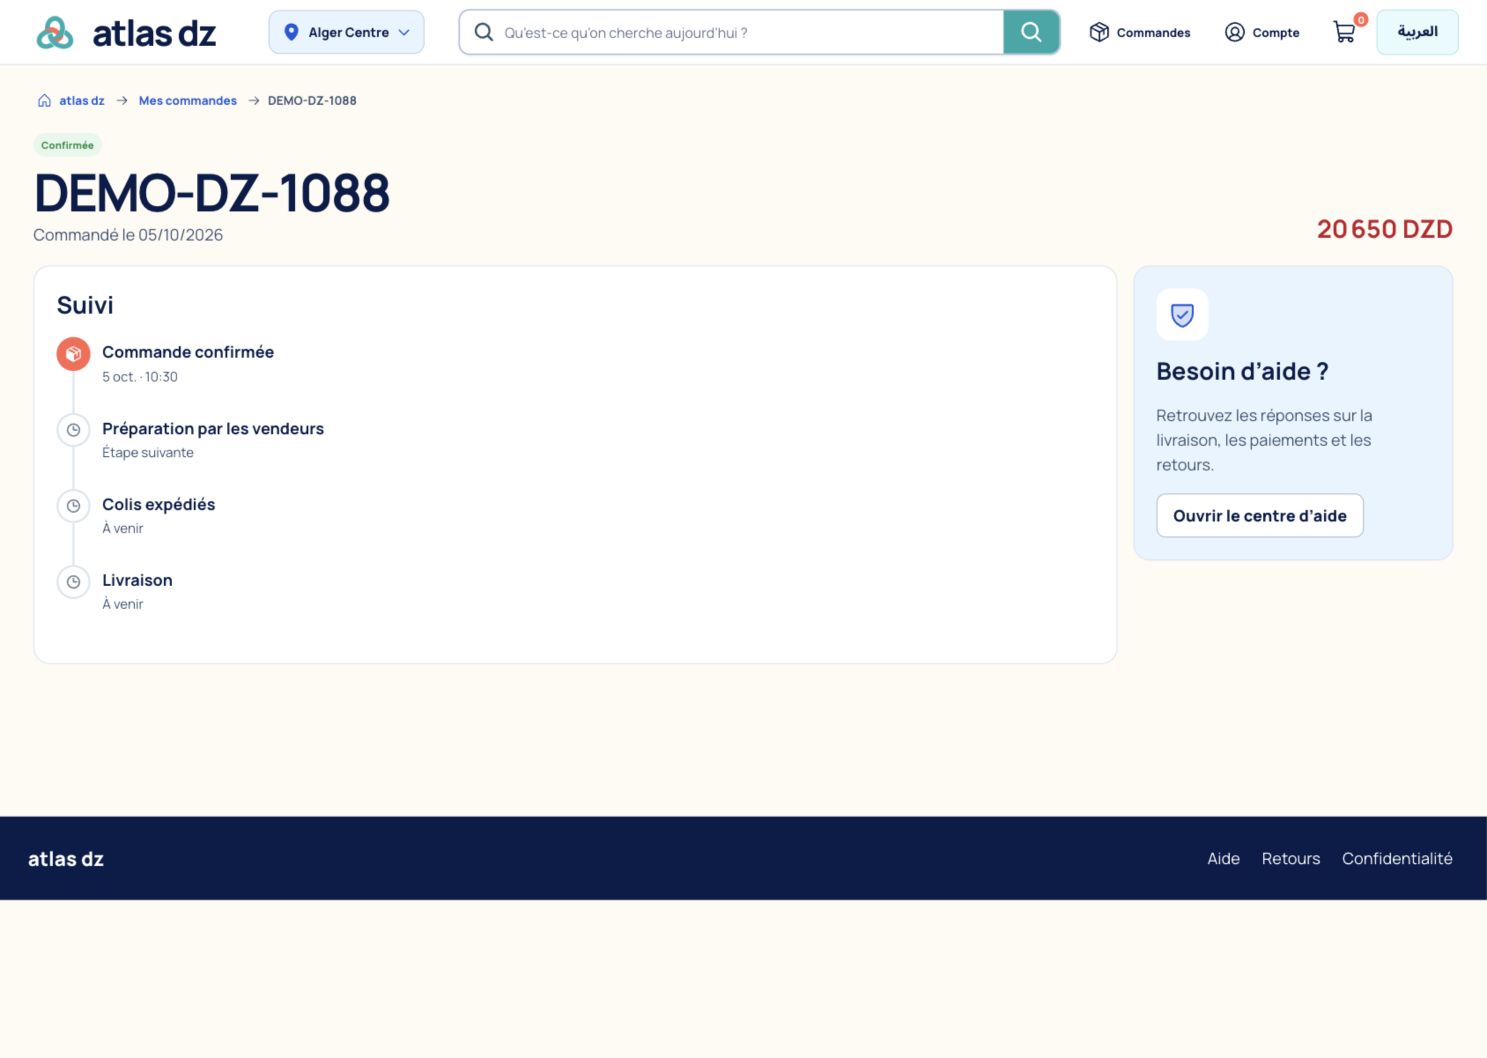 atlas dz
Alger Centre
Qu'est-ce qu'on cherche aujourd'hui ?
Commandes
Compte
0
العربية
atlas dz → Mes commandes → DEMO-DZ-1088
Confirmée
DEMO-DZ-1088
Commandé le 05/10/2026
20 650 DZD
Suivi
Commande confirmée
5 oct. · 10:30
Préparation par les vendeurs
Étape suivante
Colis expédiés
À venir
Livraison
À venir
Besoin d’aide ?
Retrouvez les réponses sur la
livraison, les paiements et les
retours.
Ouvrir le centre d’aide
atlas dz
Aide
Retours
Confidentialité